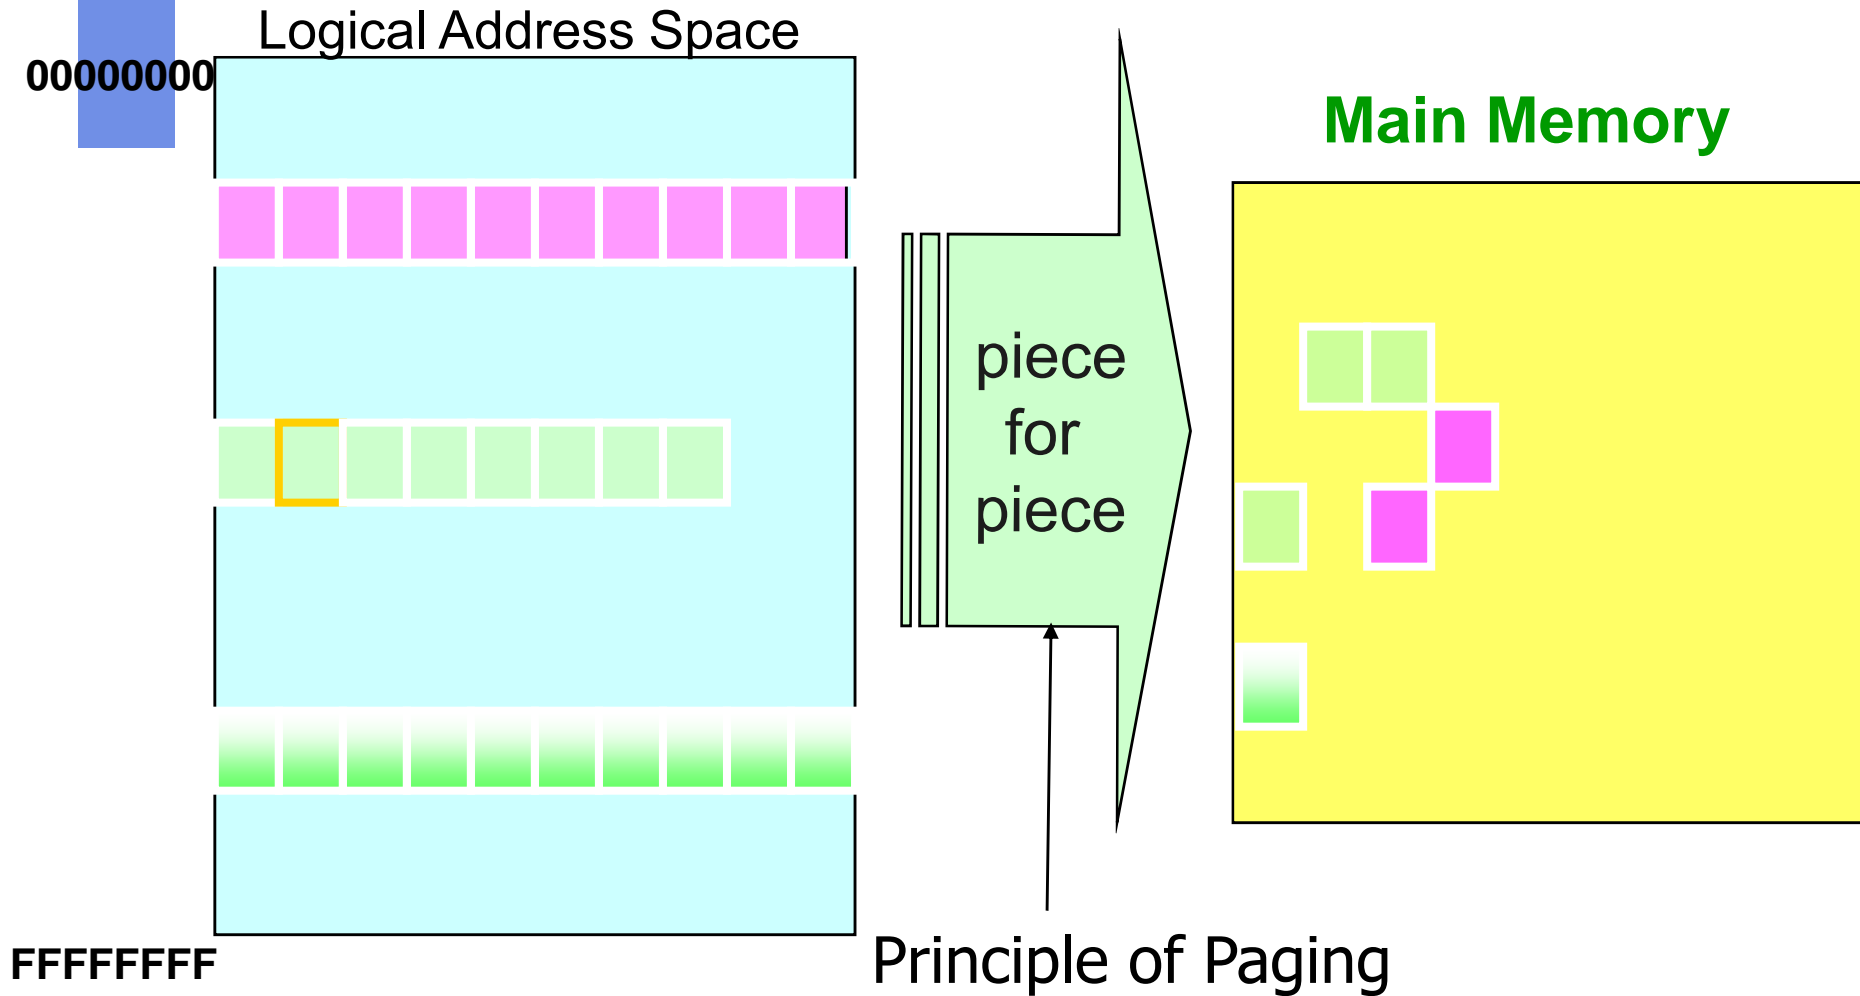 Logical Address Space
00000000
Main Memory
piece
for
piece
Principle of Paging
FFFFFFFF